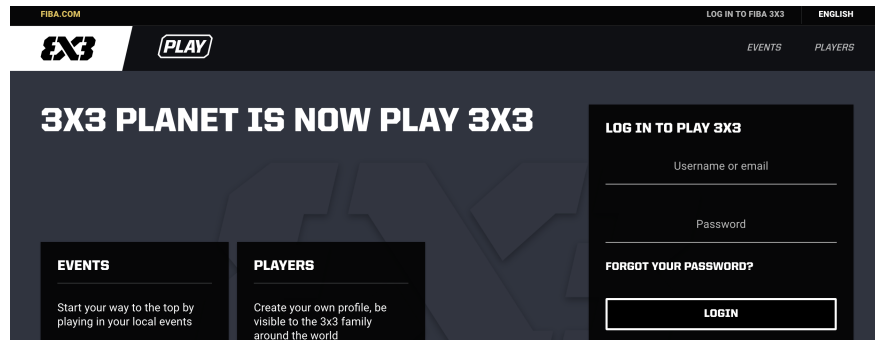 FIBA.COM
LOG IN TO FIBA 3X3
ENGLISH
3X3
PLAY
EVENTS
PLAYERS
3X3 PLANET IS NOW PLAY 3X3
LOG IN TO PLAY 3X3
Username or email
Password
FORGOT YOUR PASSWORD?
LOGIN
EVENTS
Start your way to the top by
playing in your local events
PLAYERS
Create your own profile, be
visible to the 3x3 family
around the world